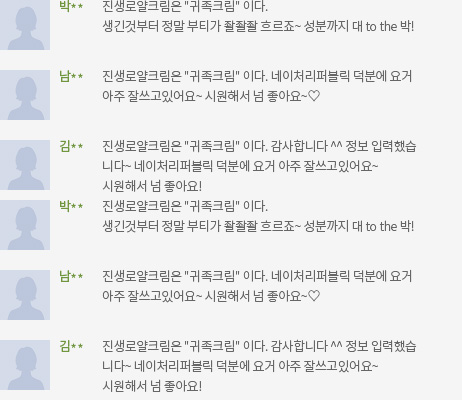 박** 진생로얄크림은 "귀족크림" 이다.
생긴것부터 정말 부티가 좔좔좔 흐르죠~ 성분까지 대 to the 박!
남** 진생로얄크림은 "귀족크림" 이다. 네이처리퍼블릭 덕분에 요거
아주 잘쓰고있어요~ 시원해서 넘 좋아요~♡
김** 진생로얄크림은 "귀족크림" 이다. 감사합니다 ^^ 정보 입력했습
니다~ 네이처리퍼블릭 덕분에 요거 아주 잘쓰고있어요~
시원해서 넘 좋아요!
박** 진생로얄크림은 "귀족크림" 이다.
생긴것부터 정말 부티가 좔좔좔 흐르죠~ 성분까지 대 to the 박!
남** 진생로얄크림은 "귀족크림" 이다. 네이처리퍼블릭 덕분에 요거
아주 잘쓰고있어요~ 시원해서 넘 좋아요~♡
김** 진생로얄크림은 "귀족크림" 이다. 감사합니다 ^^ 정보 입력했습
니다~ 네이처리퍼블릭 덕분에 요거 아주 잘쓰고있어요~
시원해서 넘 좋아요!